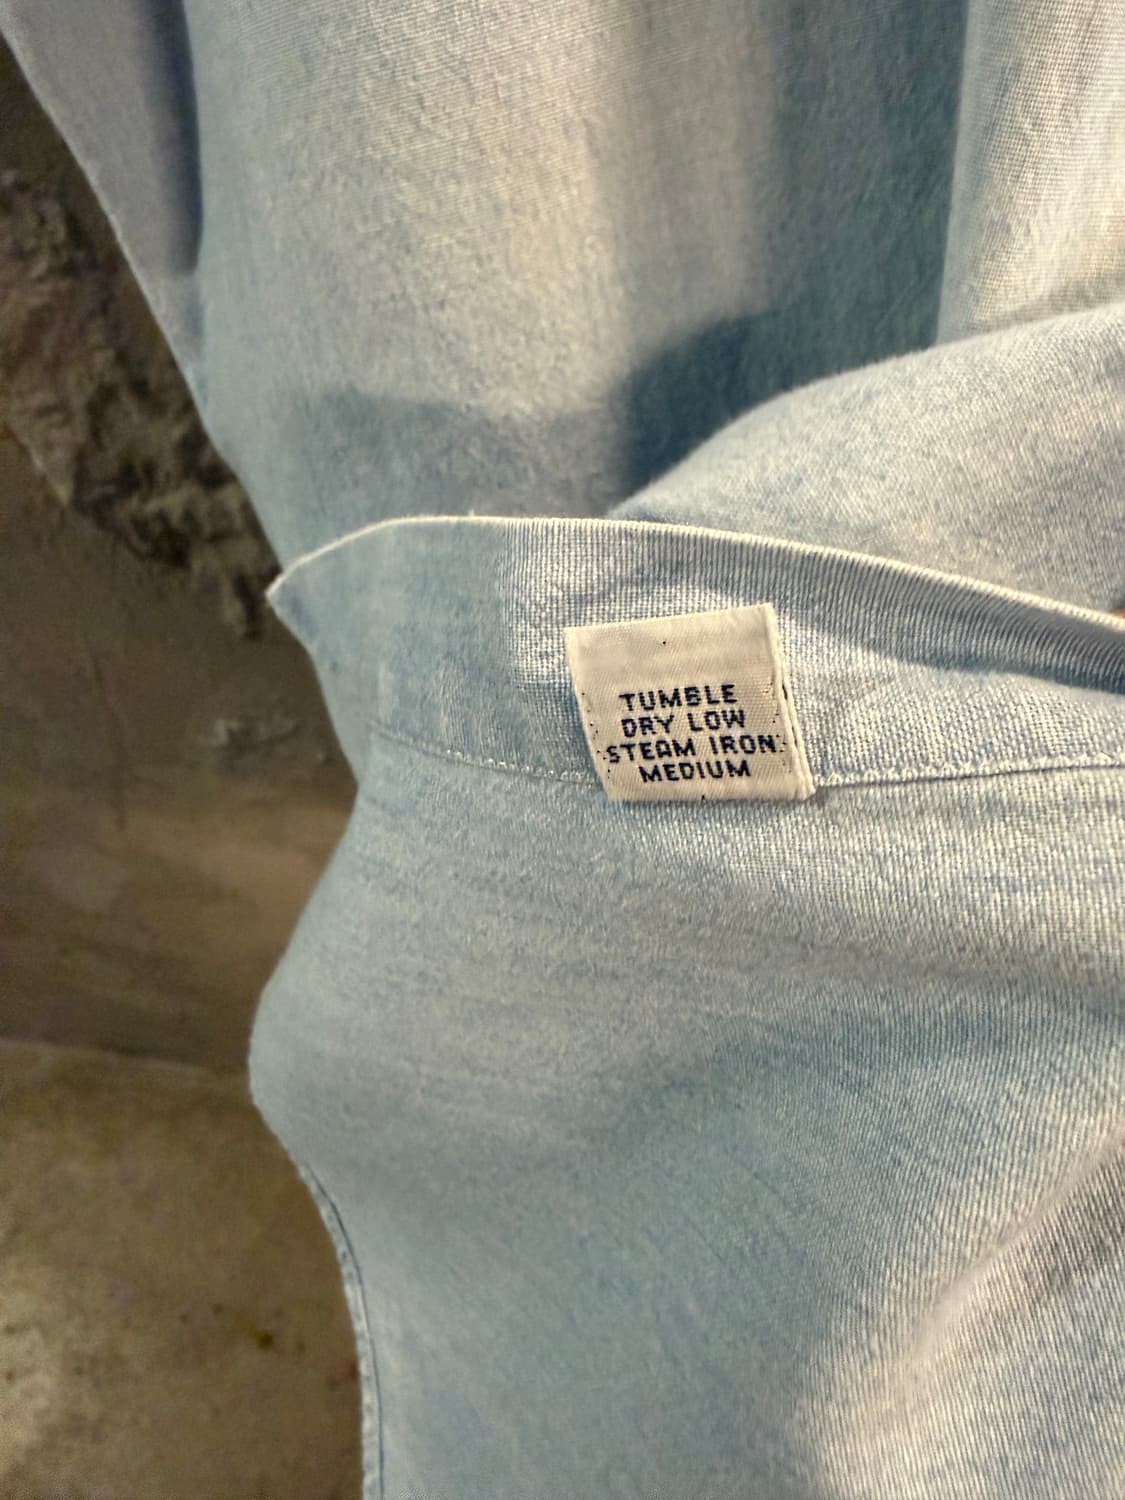 TUMBLE
DRY LOW
STEAM IRON
MEDIUM